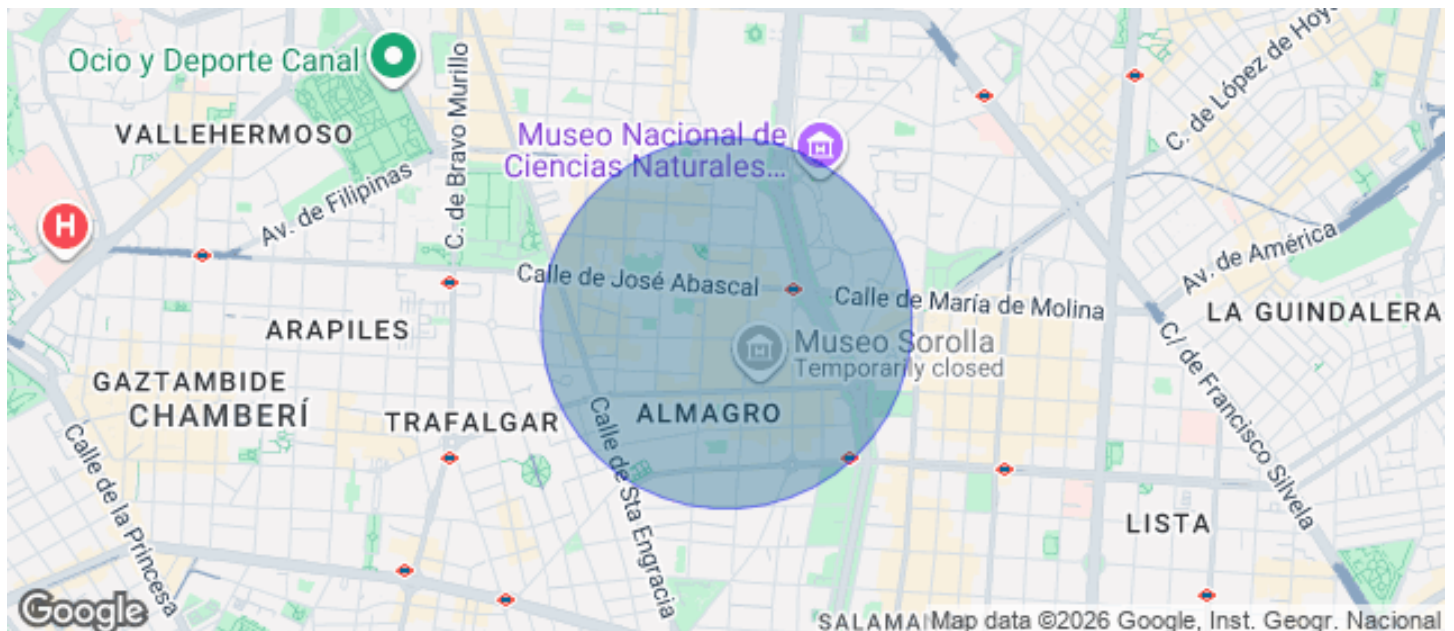 Ocio y Deporte Canal
C. de Bravo Murillo
C. de López de Hoyo
VALLEHERMOSO
Museo Nacional de
Ciencias Naturales...
Av. de Filipinas
H
Av. de América
Calle de José Abascal
Calle de María de Molina
LA GUINDALERA
ARAPILES
Museo Sorolla
Temporarily closed
GAZTAMBIDE
CHAMBERÍ
TRAFALGAR
ALMAGRO
Calle de la Princesa
Calle de Sta Engracia
C/ de Francisco Silvela
LISTA
Google
SALAMA
Map data ©2026 Google, Inst. Geogr. Nacional